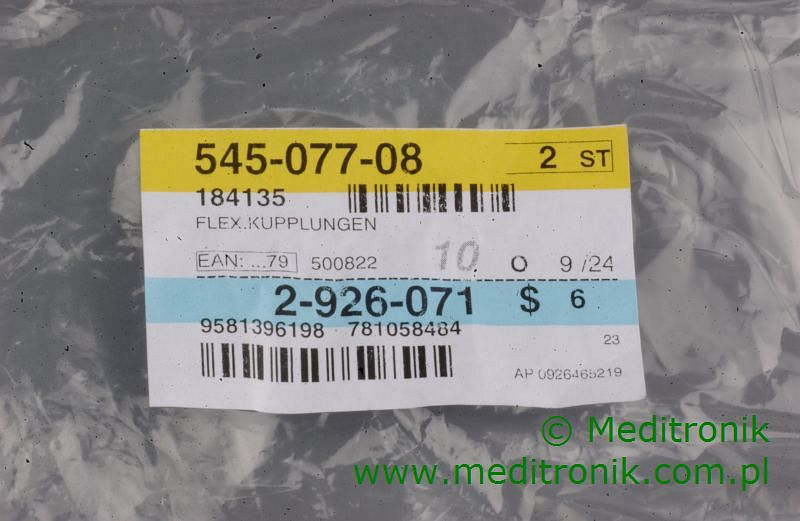 545-077-08 2 ST
184135
FLEX.KUPPLUNGEN
EAN: ...79 500822 10 O 9/24
2-926-071 $ 6
9581396198 781058484
23
AP 0926465219
© Meditronik
www.meditronik.com.pl